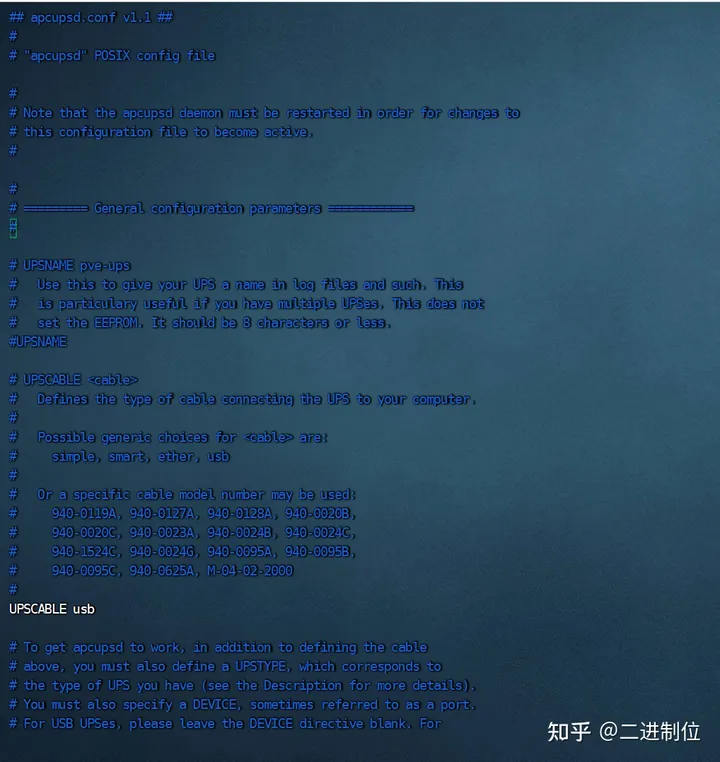 ## apcupsd.conf v1.1 ##
#
# "apcupsd" POSIX config file

#
# Note that the apcupsd daemon must be restarted in order for changes to
# this configuration file to become active.
#

#
# ========= General configuration parameters ============
#

# UPSNAME pve-ups
#   Use this to give your UPS a name in log files and such. This
#   is particulary useful if you have multiple UPSes. This does not
#   set the EEPROM. It should be 8 characters or less.
#UPSNAME

# UPSCABLE <cable>
#   Defines the type of cable connecting the UPS to your computer.
#
#   Possible generic choices for <cable> are:
#     simple, smart, ether, usb
#
#   Or a specific cable model number may be used:
#     940-0119A, 940-0127A, 940-0128A, 940-0020B,
#     940-0020C, 940-0023A, 940-0024B, 940-0024C,
#     940-1524C, 940-0024G, 940-0095A, 940-0095B,
#     940-0095C, 940-0625A, M-04-02-2000
#
UPSCABLE usb

# To get apcupsd to work, in addition to defining the cable
# above, you must also define a UPSTYPE, which corresponds to
# the type of UPS you have (see the Description for more details).
# You must also specify a DEVICE, sometimes referred to as a port.
# For USB UPSes, please leave the DEVICE directive blank. For
知乎 @二进制位